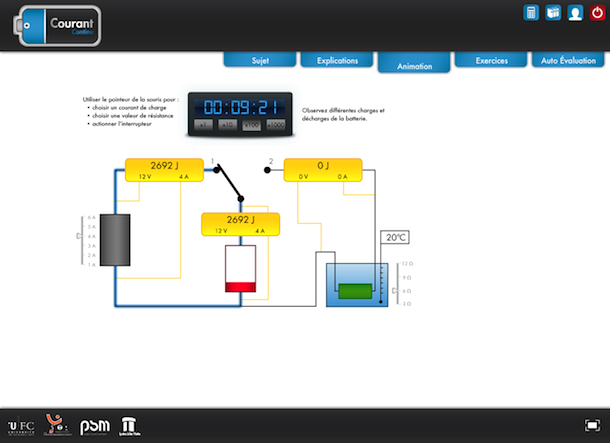 Courant
Continu
Sujet
Explications
Animation
Exercices
Auto Évaluation
Utiliser le pointeur de la souris pour :
• choisir un courant de charge
• choisir une valeur de résistance
• actionner l'interrupteur
00:09:21
x1 x10 x100 x1000
Observez différentes charges et
décharges de la batterie.
2692 J
12 V 4 A
1
2
0 J
0 V 0 A
2692 J
12 V 4 A
6 A
5 A
4 A
3 A
2 A
1 A
20°C
12 Ω
9 Ω
6 Ω
3 Ω
UFC
UNIVERSITÉ
psm